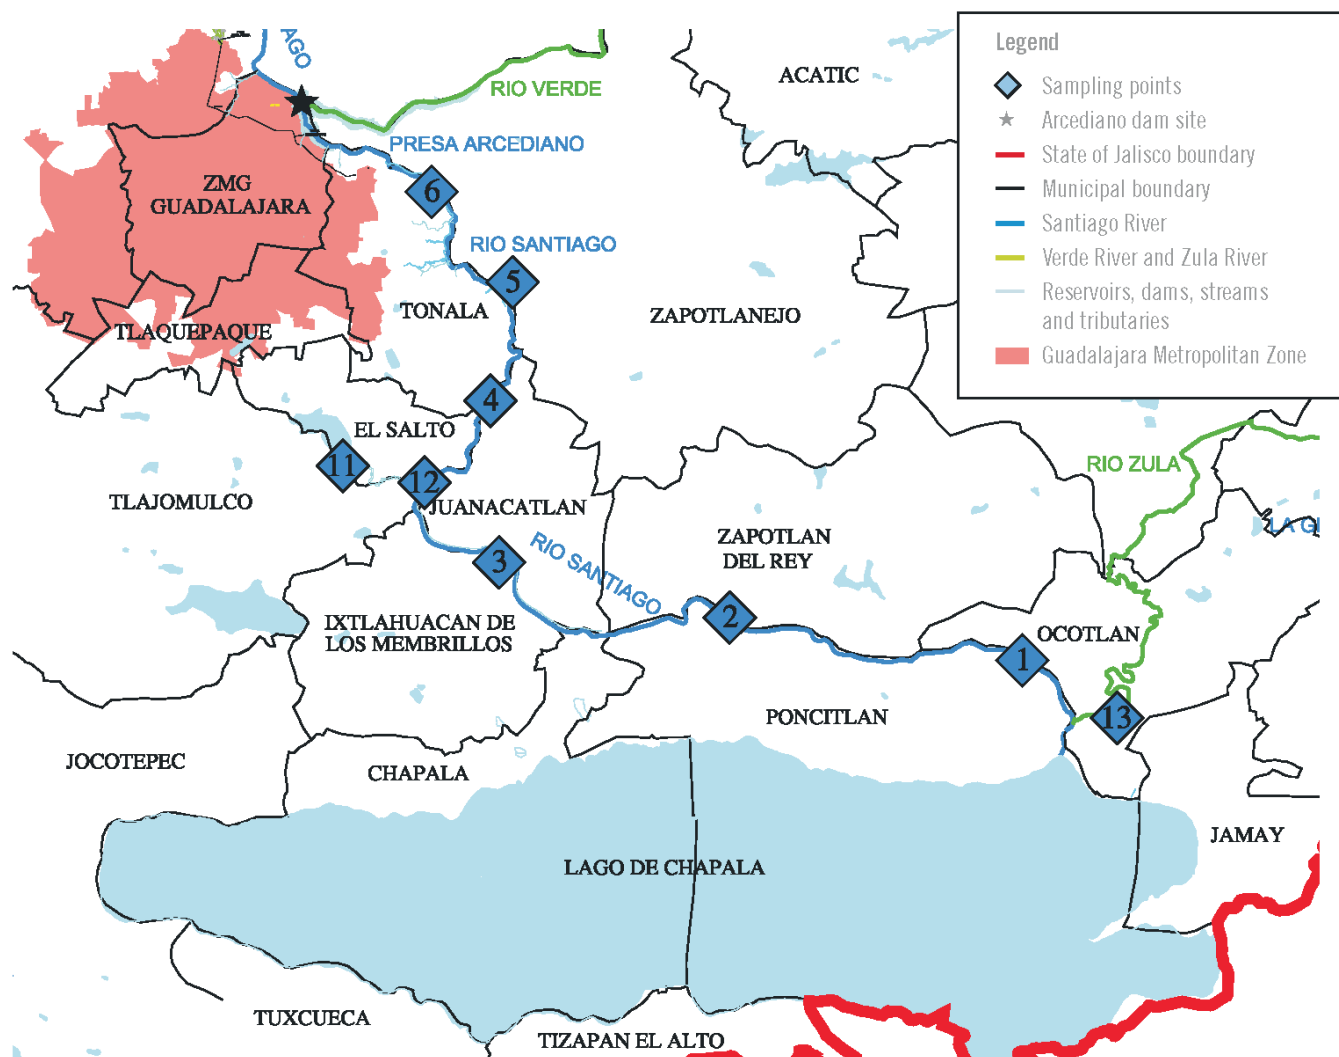 Legend
Sampling points
Arcediano dam site
State of Jalisco boundary
Municipal boundary
Santiago River
Verde River and Zula River
Reservoirs, dams, streams
and tributaries
Guadalajara Metropolitan Zone
AGO
RIO VERDE
ACATIC
PRESA ARCEDIANO
ZMG
GUADALAJARA
6
RIO SANTIAGO
5
TONALA
ZAPOTLANEJO
TLAQUEPAQUE
4
EL SALTO
11
12
RIO ZULA
TLAJOMULCO
JUANACATLAN
LA G
ZAPOTLAN
DEL REY
3
RIO SANTIAGO
2
IXTLAHUACAN DE
LOS MEMBRILLOS
OCOTLAN
1
PONCITLAN
13
JOCOTEPEC
CHAPALA
JAMAY
LAGO DE CHAPALA
TUXCUECA
TIZAPAN EL ALTO